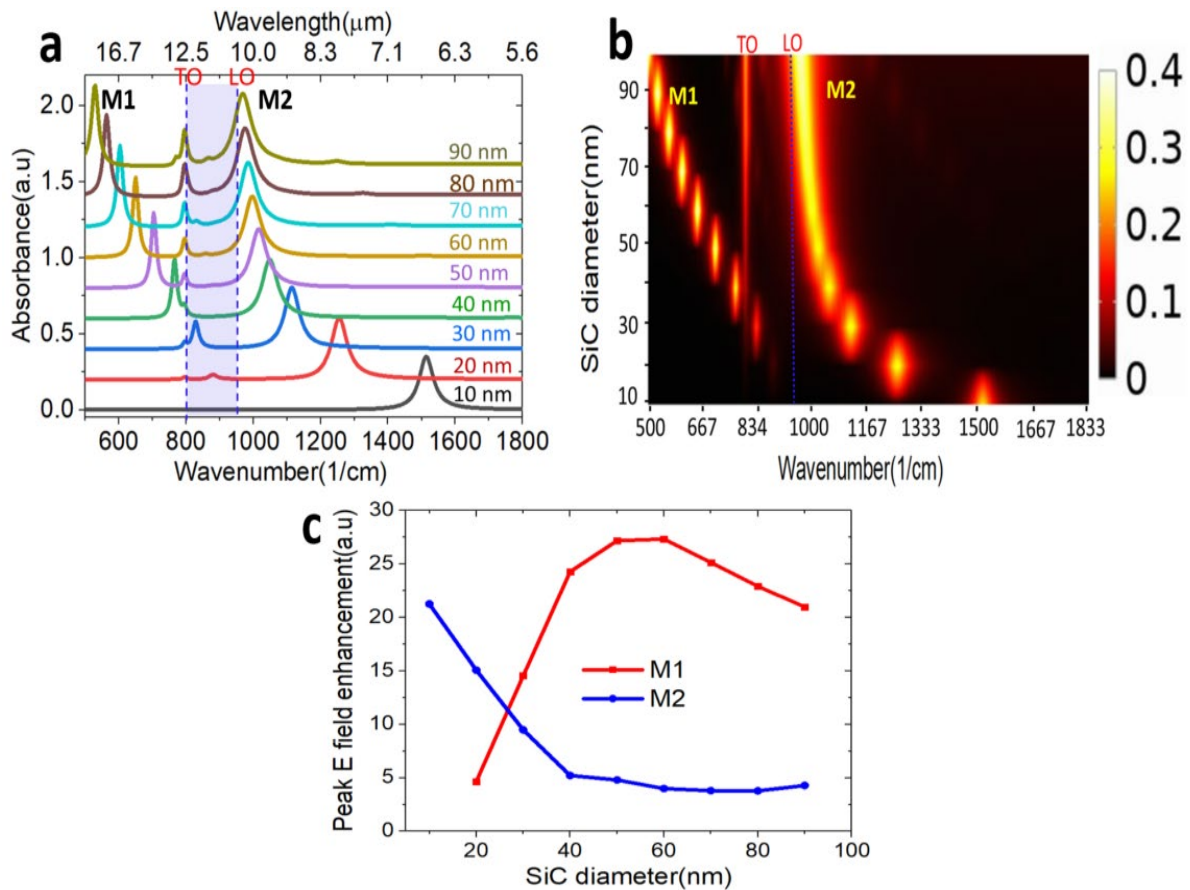 a
Wavelength(μm)
16.7 12.5 10.0 8.3 7.1 6.3 5.6
TO LO
M1 M2
2.0
1.5
1.0
0.5
0.0
Absorbance(a.u)
90 nm
80 nm
70 nm
60 nm
50 nm
40 nm
30 nm
20 nm
10 nm
600 800 1000 1200 1400 1600 1800
Wavenumber(1/cm)
b
TO LO
M1 M2
90
70
50
30
10
SiC diameter(nm)
500 667 834 1000 1167 1333 1500 1667 1833
Wavenumber(1/cm)
0.4
0.3
0.2
0.1
0
c
30
25
20
15
10
5
0
Peak E field enhancement(a.u)
M1
M2
20 40 60 80 100
SiC diameter(nm)